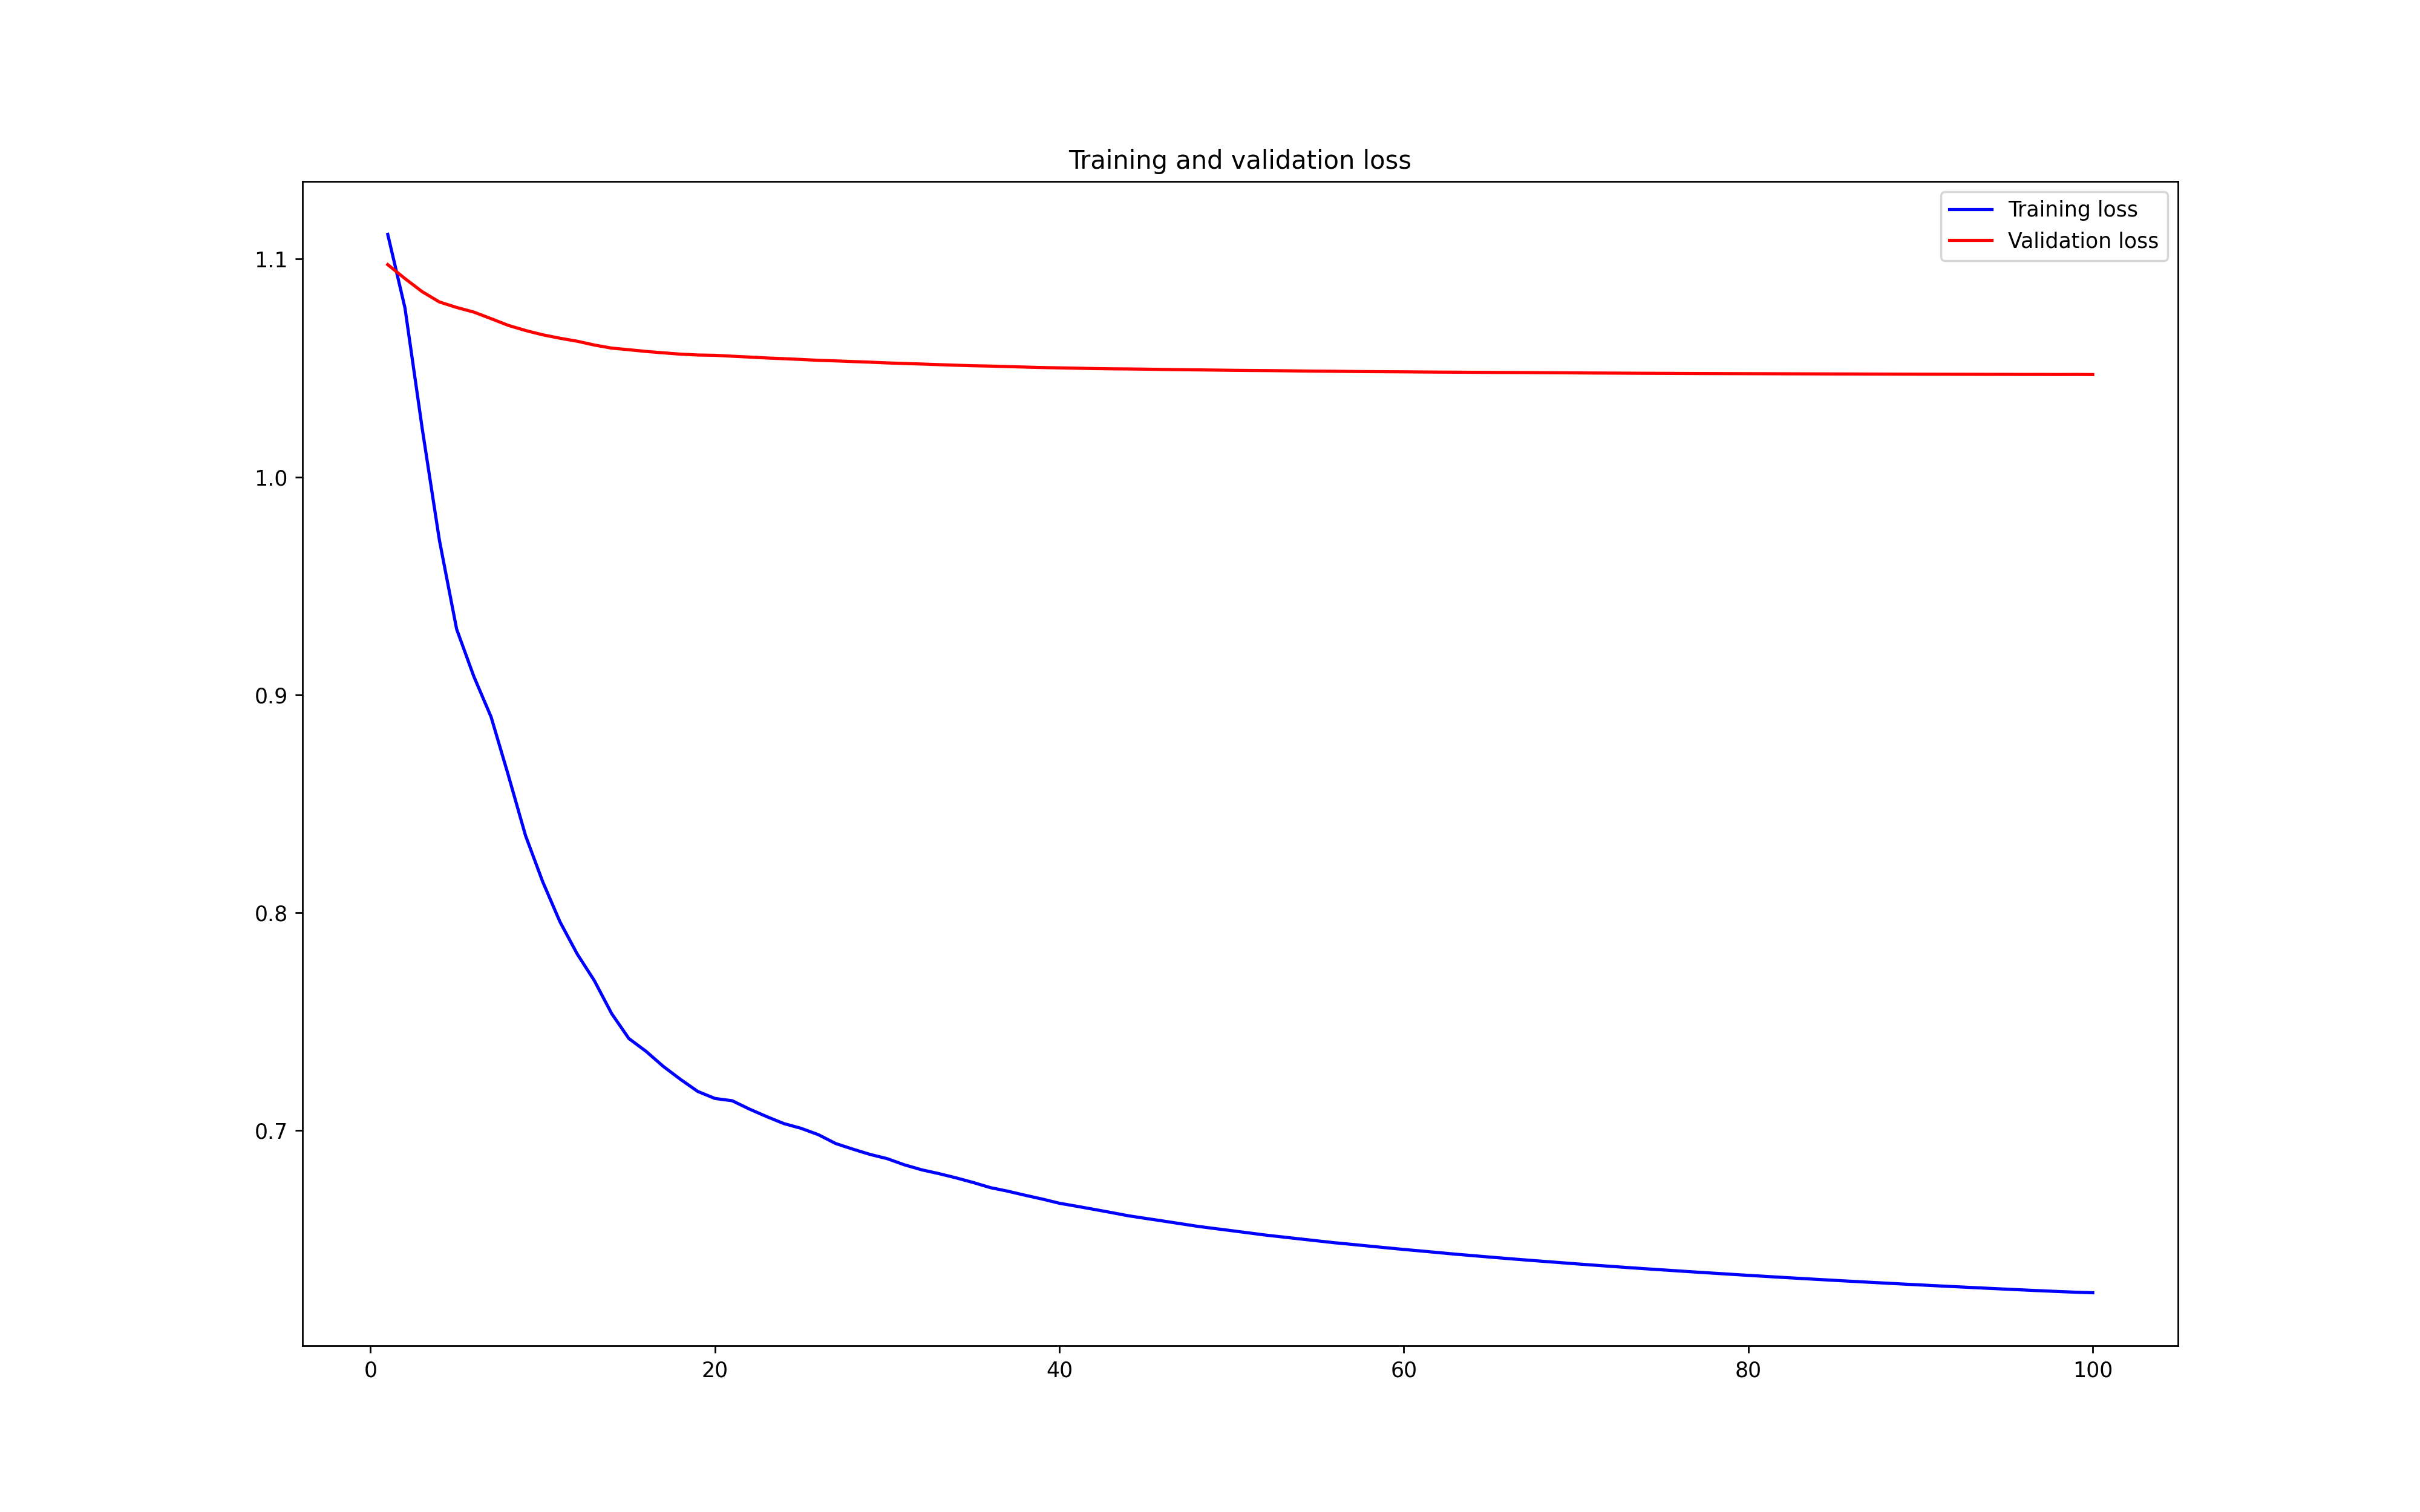 Training and validation loss
Training loss
Validation loss
1.1
1.0
0.9
0.8
0.7
0 20 40 60 80 100